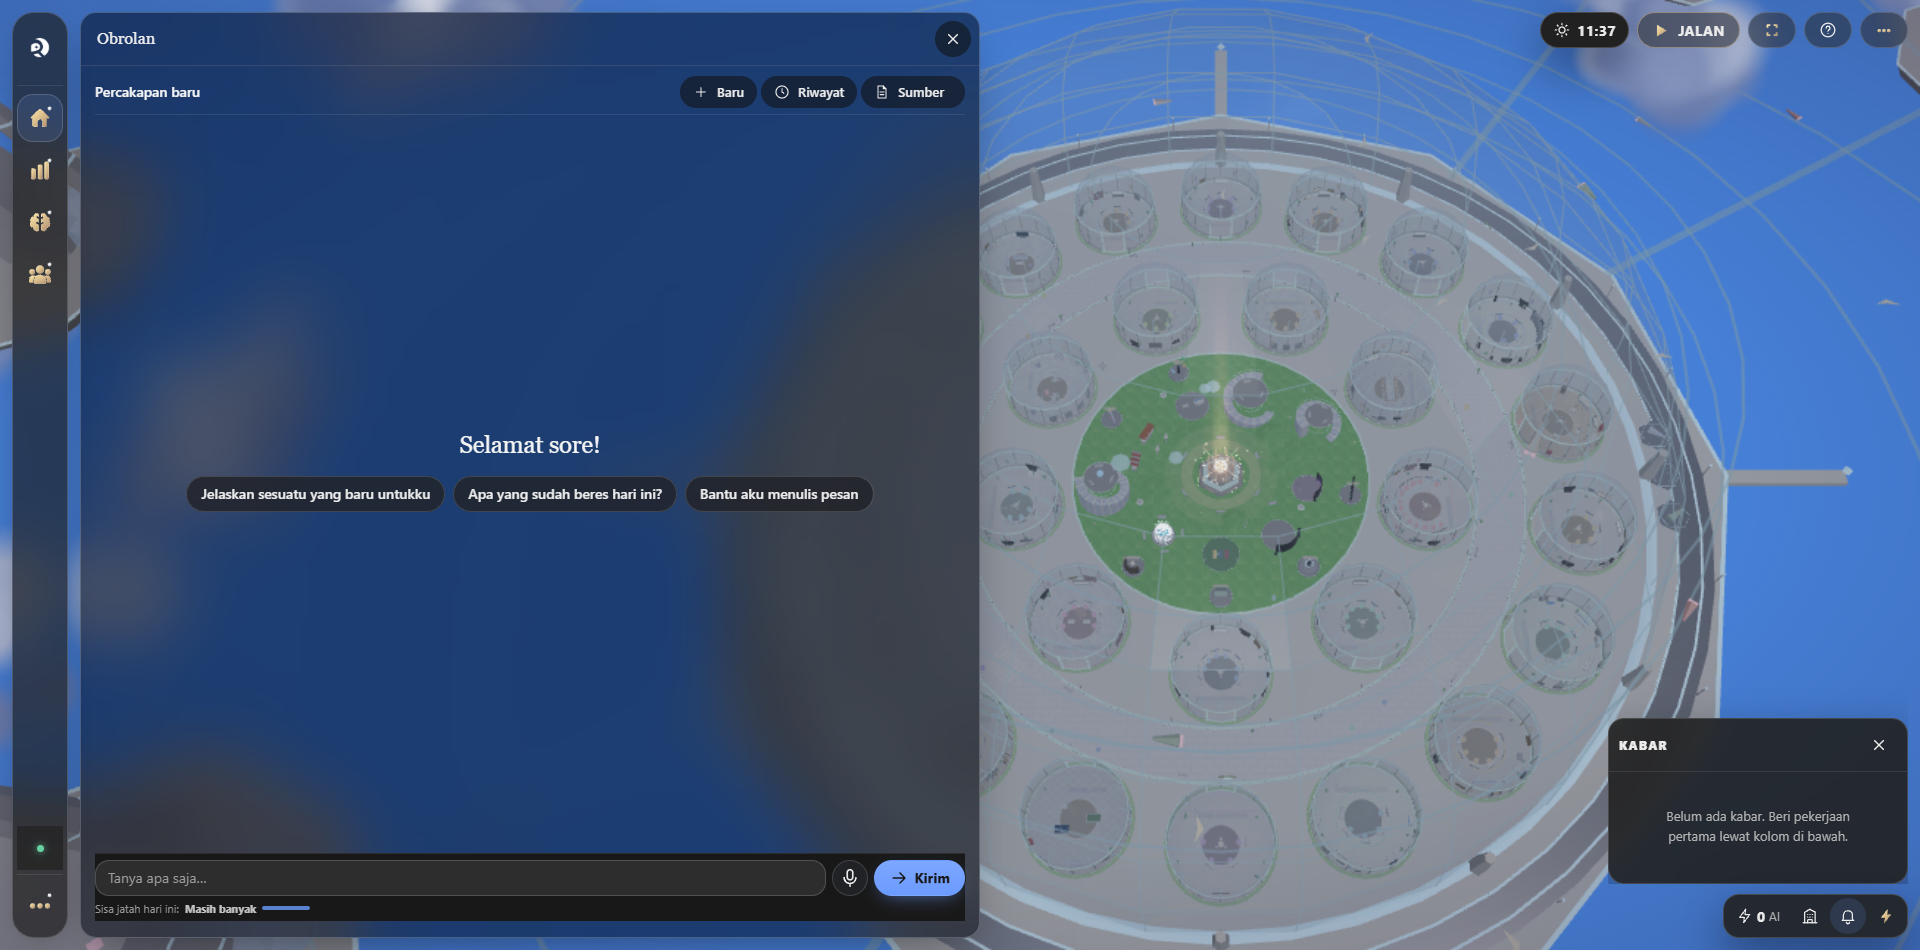 Obrolan
11:37
JALAN
Percakapan baru
Baru
Riwayat
Sumber
Selamat sore!
Jelaskan sesuatu yang baru untukku
Apa yang sudah beres hari ini?
Bantu aku menulis pesan
KABAR
Belum ada kabar. Beri pekerjaan
pertama lewat kolom di bawah.
Tanya apa saja...
Kirim
Sisa jatah hari ini: Masih banyak
0 AI